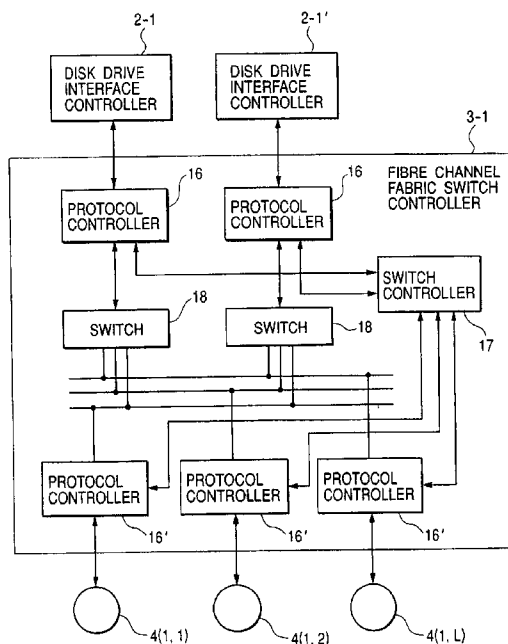 2-1
2-1'
DISK DRIVE
INTERFACE
CONTROLLER
DISK DRIVE
INTERFACE
CONTROLLER
3-1
16
16
FIBRE CHANNEL
FABRIC SWITCH
CONTROLLER
PROTOCOL
CONTROLLER
PROTOCOL
CONTROLLER
SWITCH
CONTROLLER
18
SWITCH
SWITCH
18
17
PROTOCOL
CONTROLLER
PROTOCOL
CONTROLLER
PROTOCOL
CONTROLLER
16'
16'
16'
4(1, 1)
4(1, 2)
4(1, L)